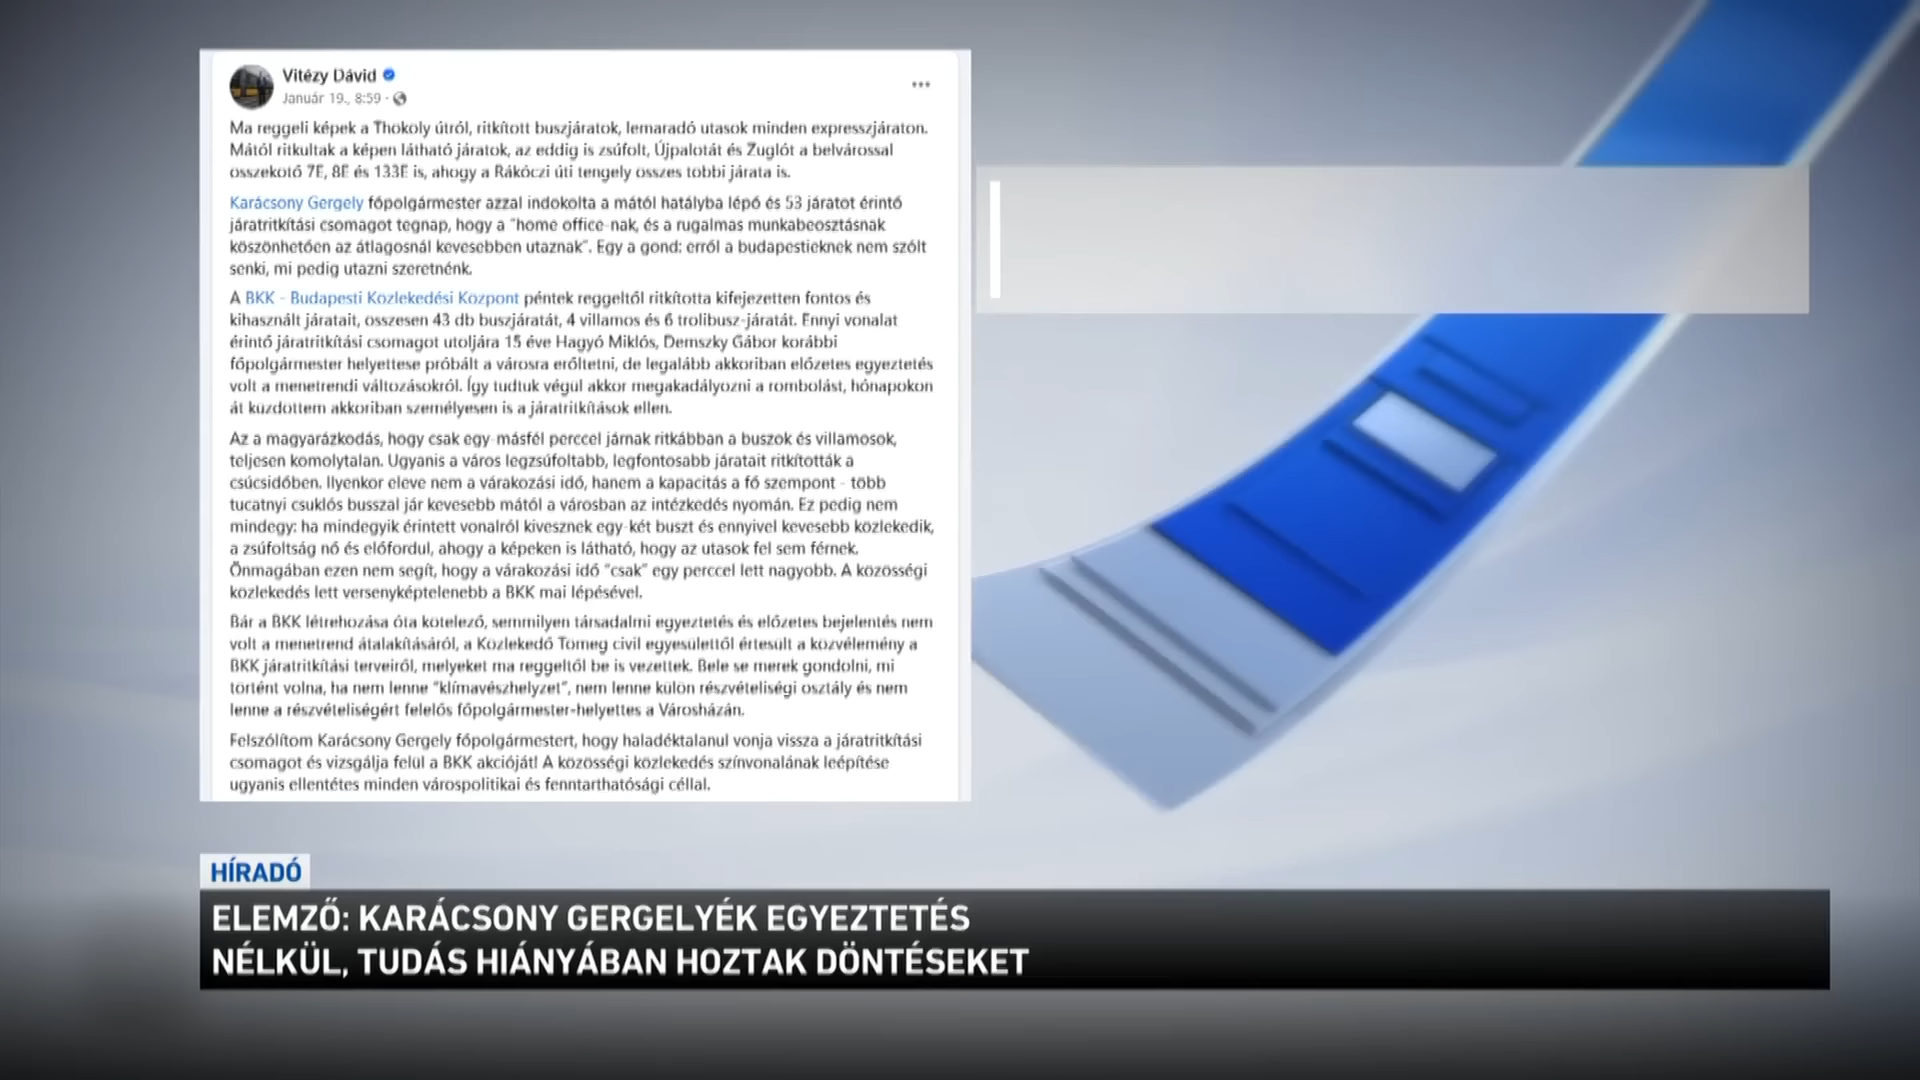 Vitézy Dávid
Január 19., 8:59 ·
Ma reggeli képek a Thököly útról, ritkított buszjáratok, lemaradó utasok minden expresszjáraton.
Mától ritkultak a képen látható járatok, az eddig is zsúfolt, Újpalotát és Zuglót a belvárossal
összekötő 7E, 8E és 133E is, ahogy a Rákóczi úti tengely összes többi járata is.
Karácsony Gergely főpolgármester azzal indokolta a mától hatályba lépő és 53 járatot érintő
járatritkítási csomagot tegnap, hogy a "home office-nak, és a rugalmas munkabeosztásnak
köszönhetően az átlagosnál kevesebben utaznak". Egy a gond: erről a budapestieknek nem szólt
senki, mi pedig utazni szeretnénk.
A BKK - Budapesti Közlekedési Központ péntek reggeltől ritkította kifejezetten fontos és
kihasznált járatait, összesen 43 db buszjáratát, 4 villamos és 6 trolibusz-járatát. Ennyi vonalat
érintő járatritkítási csomagot utoljára 15 éve Hagyó Miklós, Demszky Gábor korábbi
főpolgármester helyettese próbált a városra erőltetni, de legalább akkoriban előzetes egyeztetés
volt a menetrendi változásokról. Így tudtuk végül akkor megakadályozni a rombolást, hónapokon
át küzdöttem akkoriban személyesen is a járatritkítások ellen.
Az a magyarázkodás, hogy csak egy-másfél perccel járnak ritkábban a buszok és villamosok,
teljesen komolytalan. Ugyanis a város legzsúfoltabb, legfontosabb járatait ritkították a
csúcsidőben. Ilyenkor eleve nem a várakozási idő, hanem a kapacitás a fő szempont - több
tucatnyi csuklós busszal jár kevesebb mától a városban az intézkedés nyomán. Ez pedig nem
mindegy: ha mindegyik érintett vonalról kivesznek egy-két buszt és ennyivel kevesebb közlekedik,
a zsúfoltság nő és előfordul, ahogy a képeken is látható, hogy az utasok fel sem férnek.
Önmagában ezen nem segít, hogy a várakozási idő "csak" egy perccel lett nagyobb. A közösségi
közlekedés lett versenyképtelenebb a BKK mai lépésével.
Bár a BKK létrehozása óta kötelező, semmilyen társadalmi egyeztetés és előzetes bejelentés nem
volt a menetrend átalakításáról, a Közlekedő Tömeg civil egyesülettől értesült a közvélemény a
BKK járatritkítási terveiről, melyeket ma reggeltől be is vezettek. Bele se merek gondolni, mi
történt volna, ha nem lenne "klímavészhelyzet", nem lenne külön részvételiségi osztály és nem
lenne a részvételiségért felelős főpolgármester-helyettes a Városházán.
Felszólítom Karácsony Gergely főpolgármestert, hogy haladéktalanul vonja vissza a járatritkítási
csomagot és vizsgálja felül a BKK akcióját! A közösségi közlekedés színvonalának leépítése
ugyanis ellentétes minden várospolitikai és fenntarthatósági céllal.
HÍRADÓ
ELEMZŐ: KARÁCSONY GERGELYÉK EGYEZTETÉS
NÉLKÜL, TUDÁS HIÁNYÁBAN HOZTAK DÖNTÉSEKET